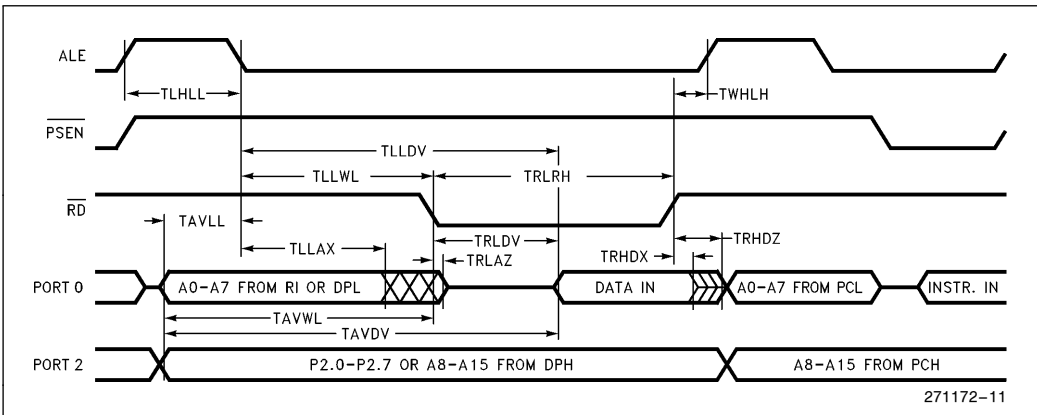 ALE
TLHLL
TWHLH
PSEN
TLLDV
TLLWL
TRLRH
RD
TAVLL
TLLAX
TRLDV
TRLAZ
TRHDX
TRHDZ
PORT 0
A0-A7 FROM RI OR DPL
DATA IN
A0-A7 FROM PCL
INSTR. IN
TAVWL
TAVDV
PORT 2
P2.0-P2.7 OR A8-A15 FROM DPH
A8-A15 FROM PCH
271172-11